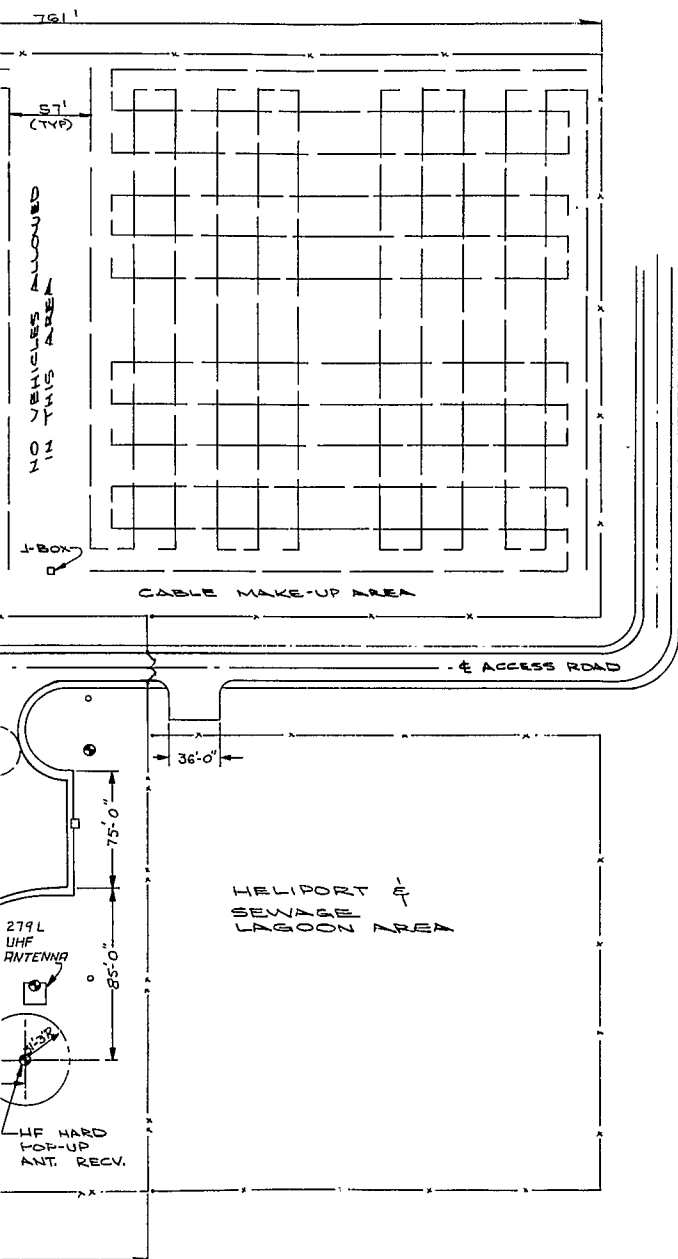 761'
57'
(TYP)
NO VEHICLES ALLOWED
IN THIS AREA
J-BOX
CABLE MAKE-UP AREA
℄ ACCESS ROAD
36'-0"
75'-0"
HELIPORT &
SEWAGE
LAGOON AREA
279L
UHF
ANTENNA
85'-0"
HF HARD
POP-UP
ANT. RECV.